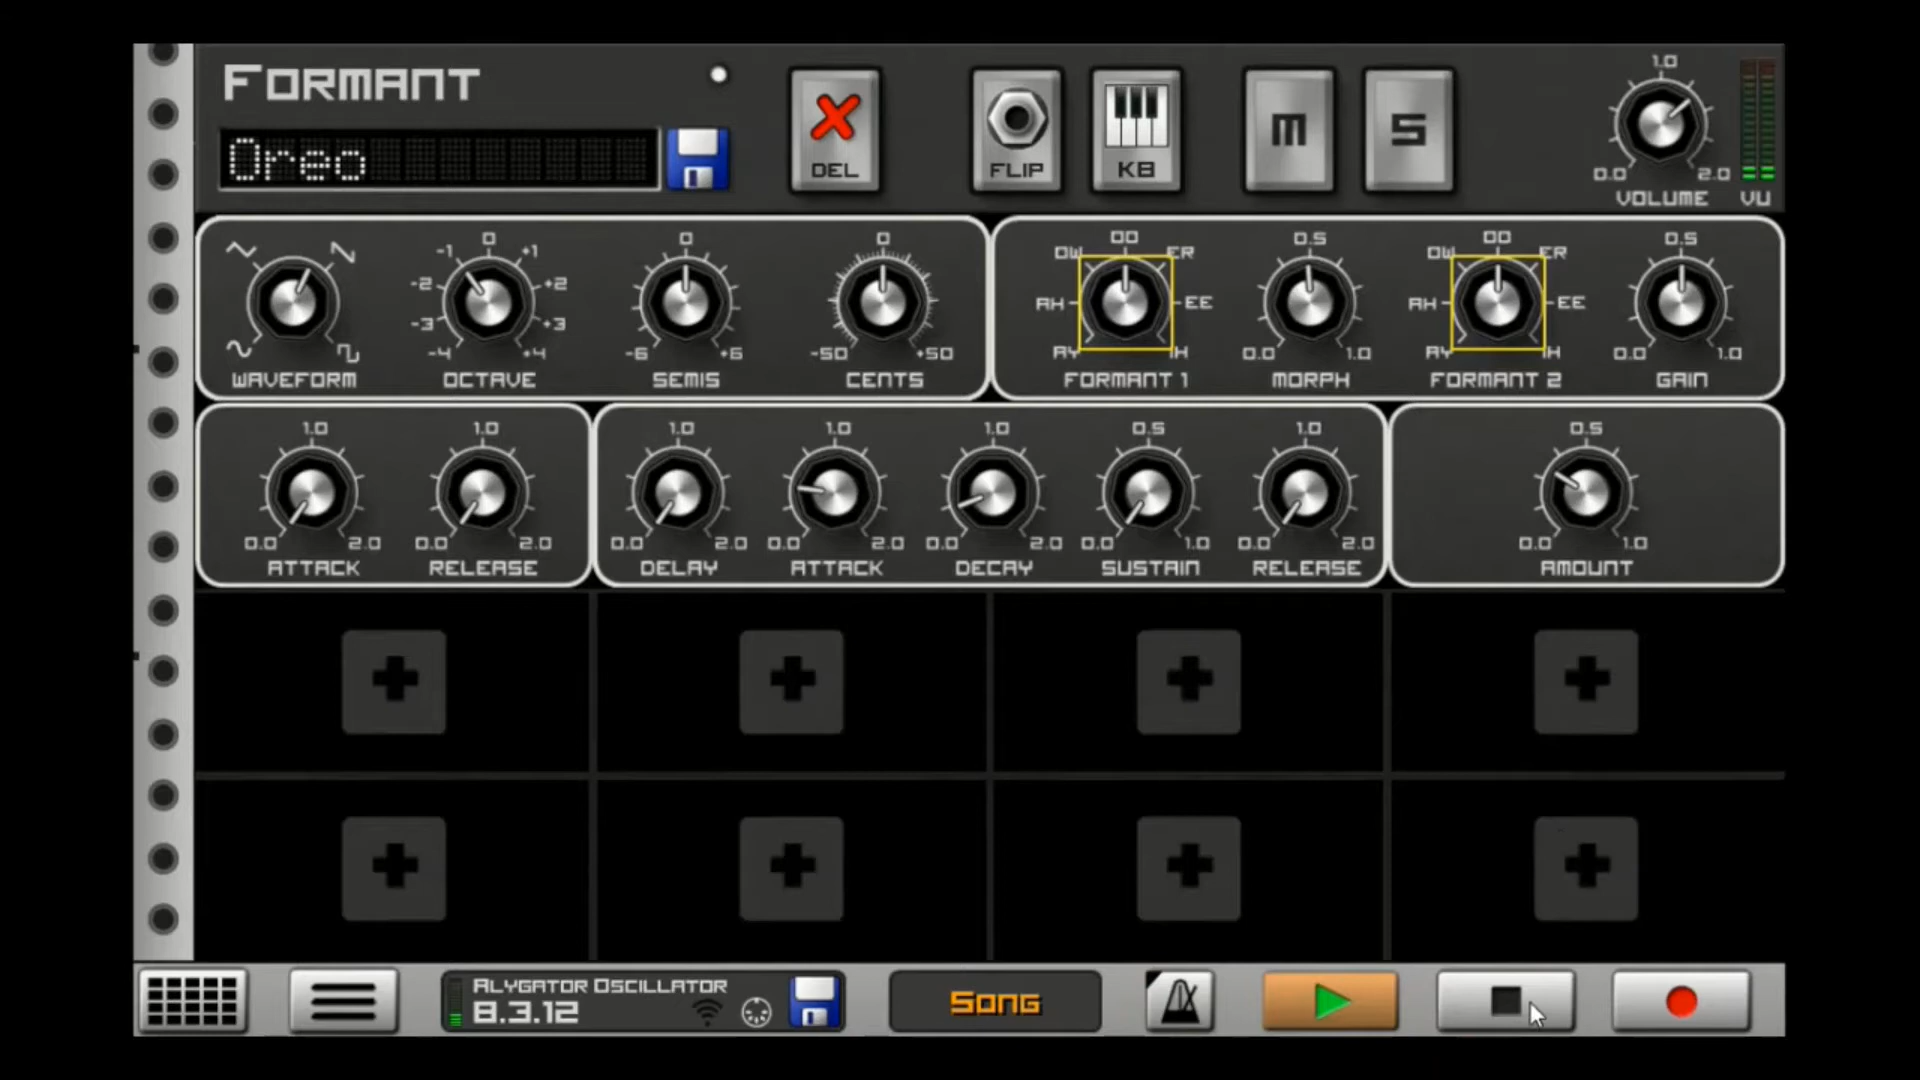 FORMANT
Oreo
DEL
FLIP
KB
M
S
1.0
0.0 2.0
VOLUME VU
WAVEFORM
0
-1 +1
-2 +2
-3 +3
-4 +4
OCTAVE
0
-6 +6
SEMIS
0
-50 +50
CENTS
OO
OW ER
AH EE
AY IH
FORMANT 1
0.5
0.0 1.0
MORPH
OO
OW ER
AH EE
AY IH
FORMANT 2
0.5
0.0 1.0
GAIN
1.0
0.0 2.0
ATTACK
1.0
0.0 2.0
RELEASE
1.0
0.0 2.0
DELAY
1.0
0.0 2.0
ATTACK
1.0
0.0 2.0
DECAY
0.5
0.0 1.0
SUSTAIN
1.0
0.0 2.0
RELEASE
0.5
0.0 1.0
AMOUNT
ALYGATOR OSCILLATOR
8.3.12
SONG